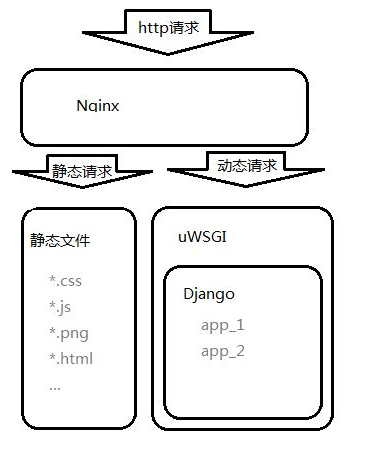 http请求
Nginx
静态请求
动态请求
静态文件
*.css
*.js
*.png
*.html
...
uWSGI
Django
app_1
app_2